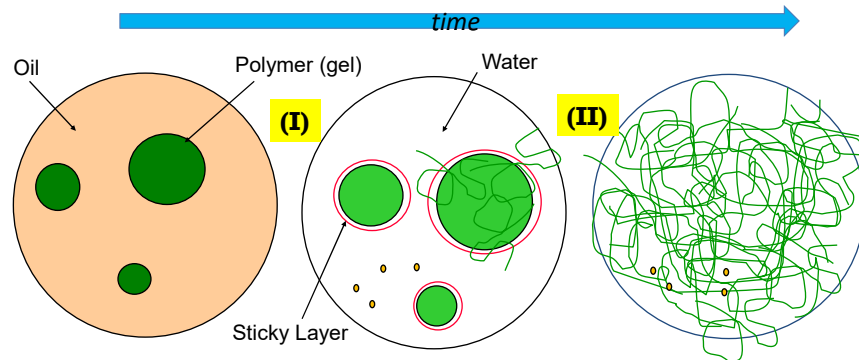 time
Oil
Polymer (gel)
Water
(I)
(II)
Sticky Layer